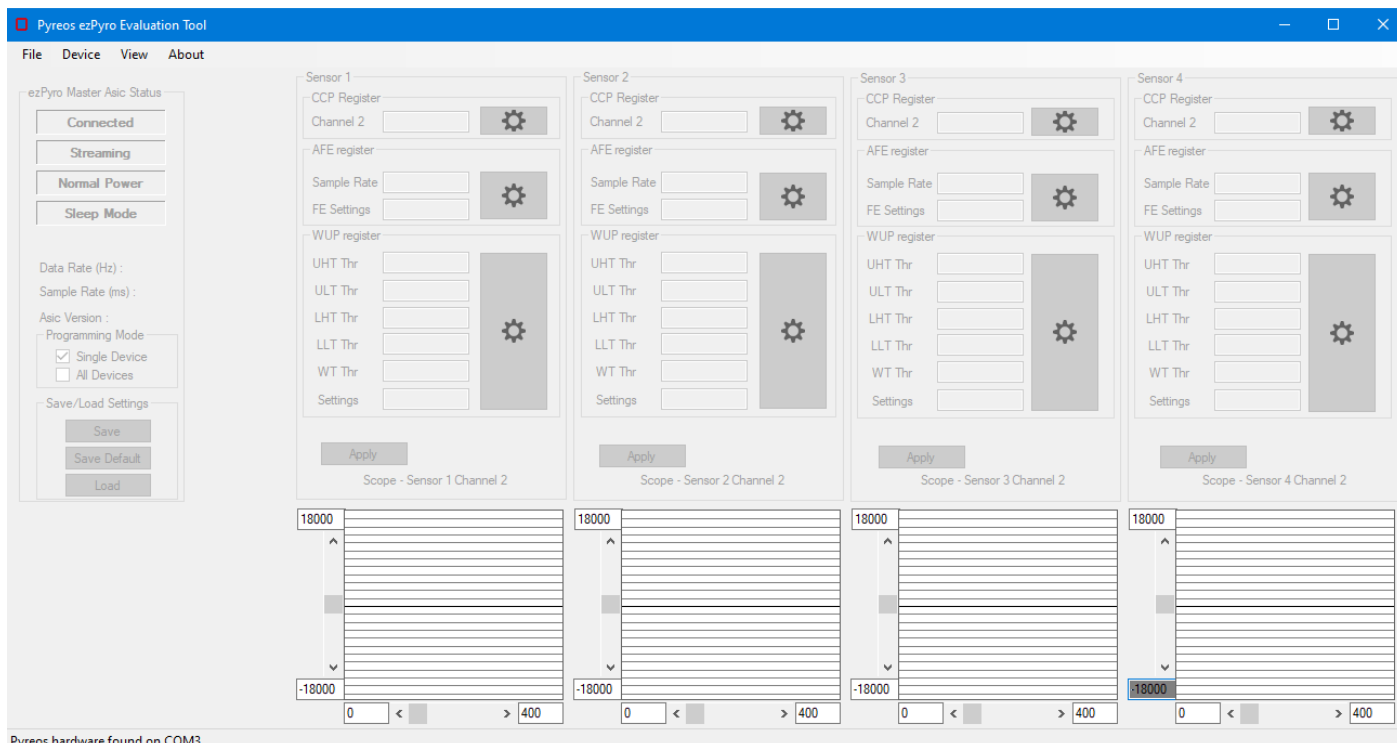 Pyreos ezPyro Evaluation Tool
File Device View About
ezPyro Master Asic Status
Connected
Streaming
Normal Power
Sleep Mode
Data Rate (Hz) :
Sample Rate (ms) :
Asic Version :
Programming Mode
Single Device
All Devices
Save/Load Settings
Save
Save Default
Load
Sensor 1
CCP Register
Channel 2
AFE register
Sample Rate
FE Settings
WUP register
UHT Thr
ULT Thr
LHT Thr
LLT Thr
WT Thr
Settings
Apply
Scope - Sensor 1 Channel 2
18000
-18000
0 < > 400
Sensor 2
CCP Register
Channel 2
AFE register
Sample Rate
FE Settings
WUP register
UHT Thr
ULT Thr
LHT Thr
LLT Thr
WT Thr
Settings
Apply
Scope - Sensor 2 Channel 2
18000
-18000
0 < > 400
Sensor 3
CCP Register
Channel 2
AFE register
Sample Rate
FE Settings
WUP register
UHT Thr
ULT Thr
LHT Thr
LLT Thr
WT Thr
Settings
Apply
Scope - Sensor 3 Channel 2
18000
-18000
0 < > 400
Sensor 4
CCP Register
Channel 2
AFE register
Sample Rate
FE Settings
WUP register
UHT Thr
ULT Thr
LHT Thr
LLT Thr
WT Thr
Settings
Apply
Scope - Sensor 4 Channel 2
18000
-18000
0 < > 400
Pyreos hardware found on COM3